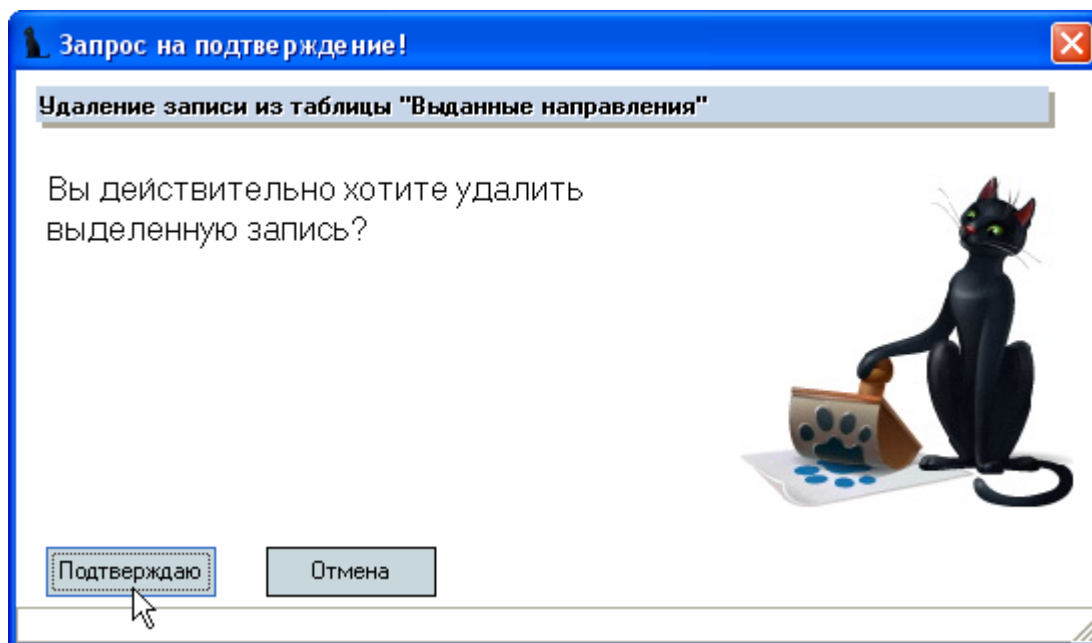 Запрос на подтверждение!
Удаление записи из таблицы "Выданные направления"
Вы действительно хотите удалить
выделенную запись?
Подтверждаю
Отмена